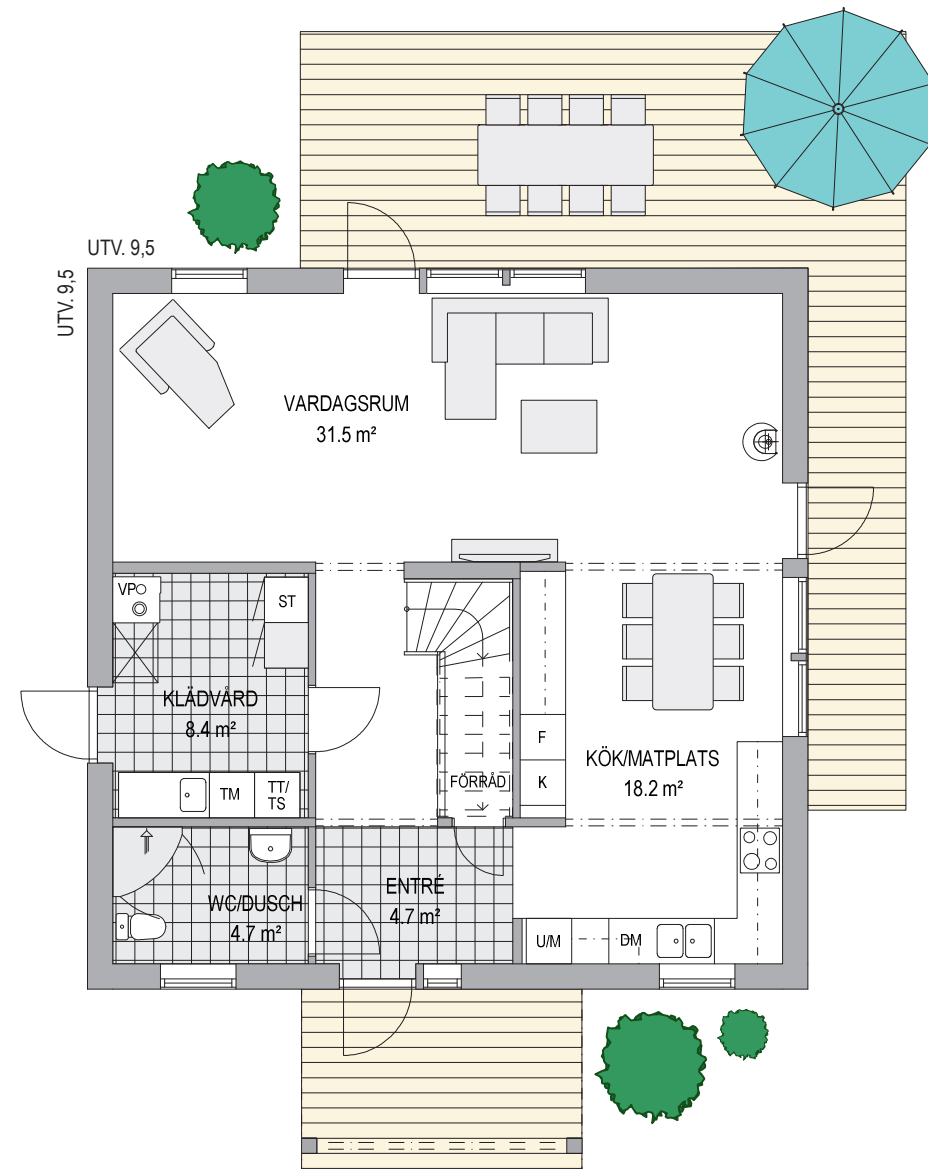 UTV. 9,5
UTV. 9,5
VARDAGSRUM
31.5 m²
VP
ST
KLÄDVÅRD
8.4 m²
TM
TT/
TS
FÖRRÅD
F
K
KÖK/MATPLATS
18.2 m²
WC/DUSCH
4.7 m²
ENTRÉ
4.7 m²
U/M
DM